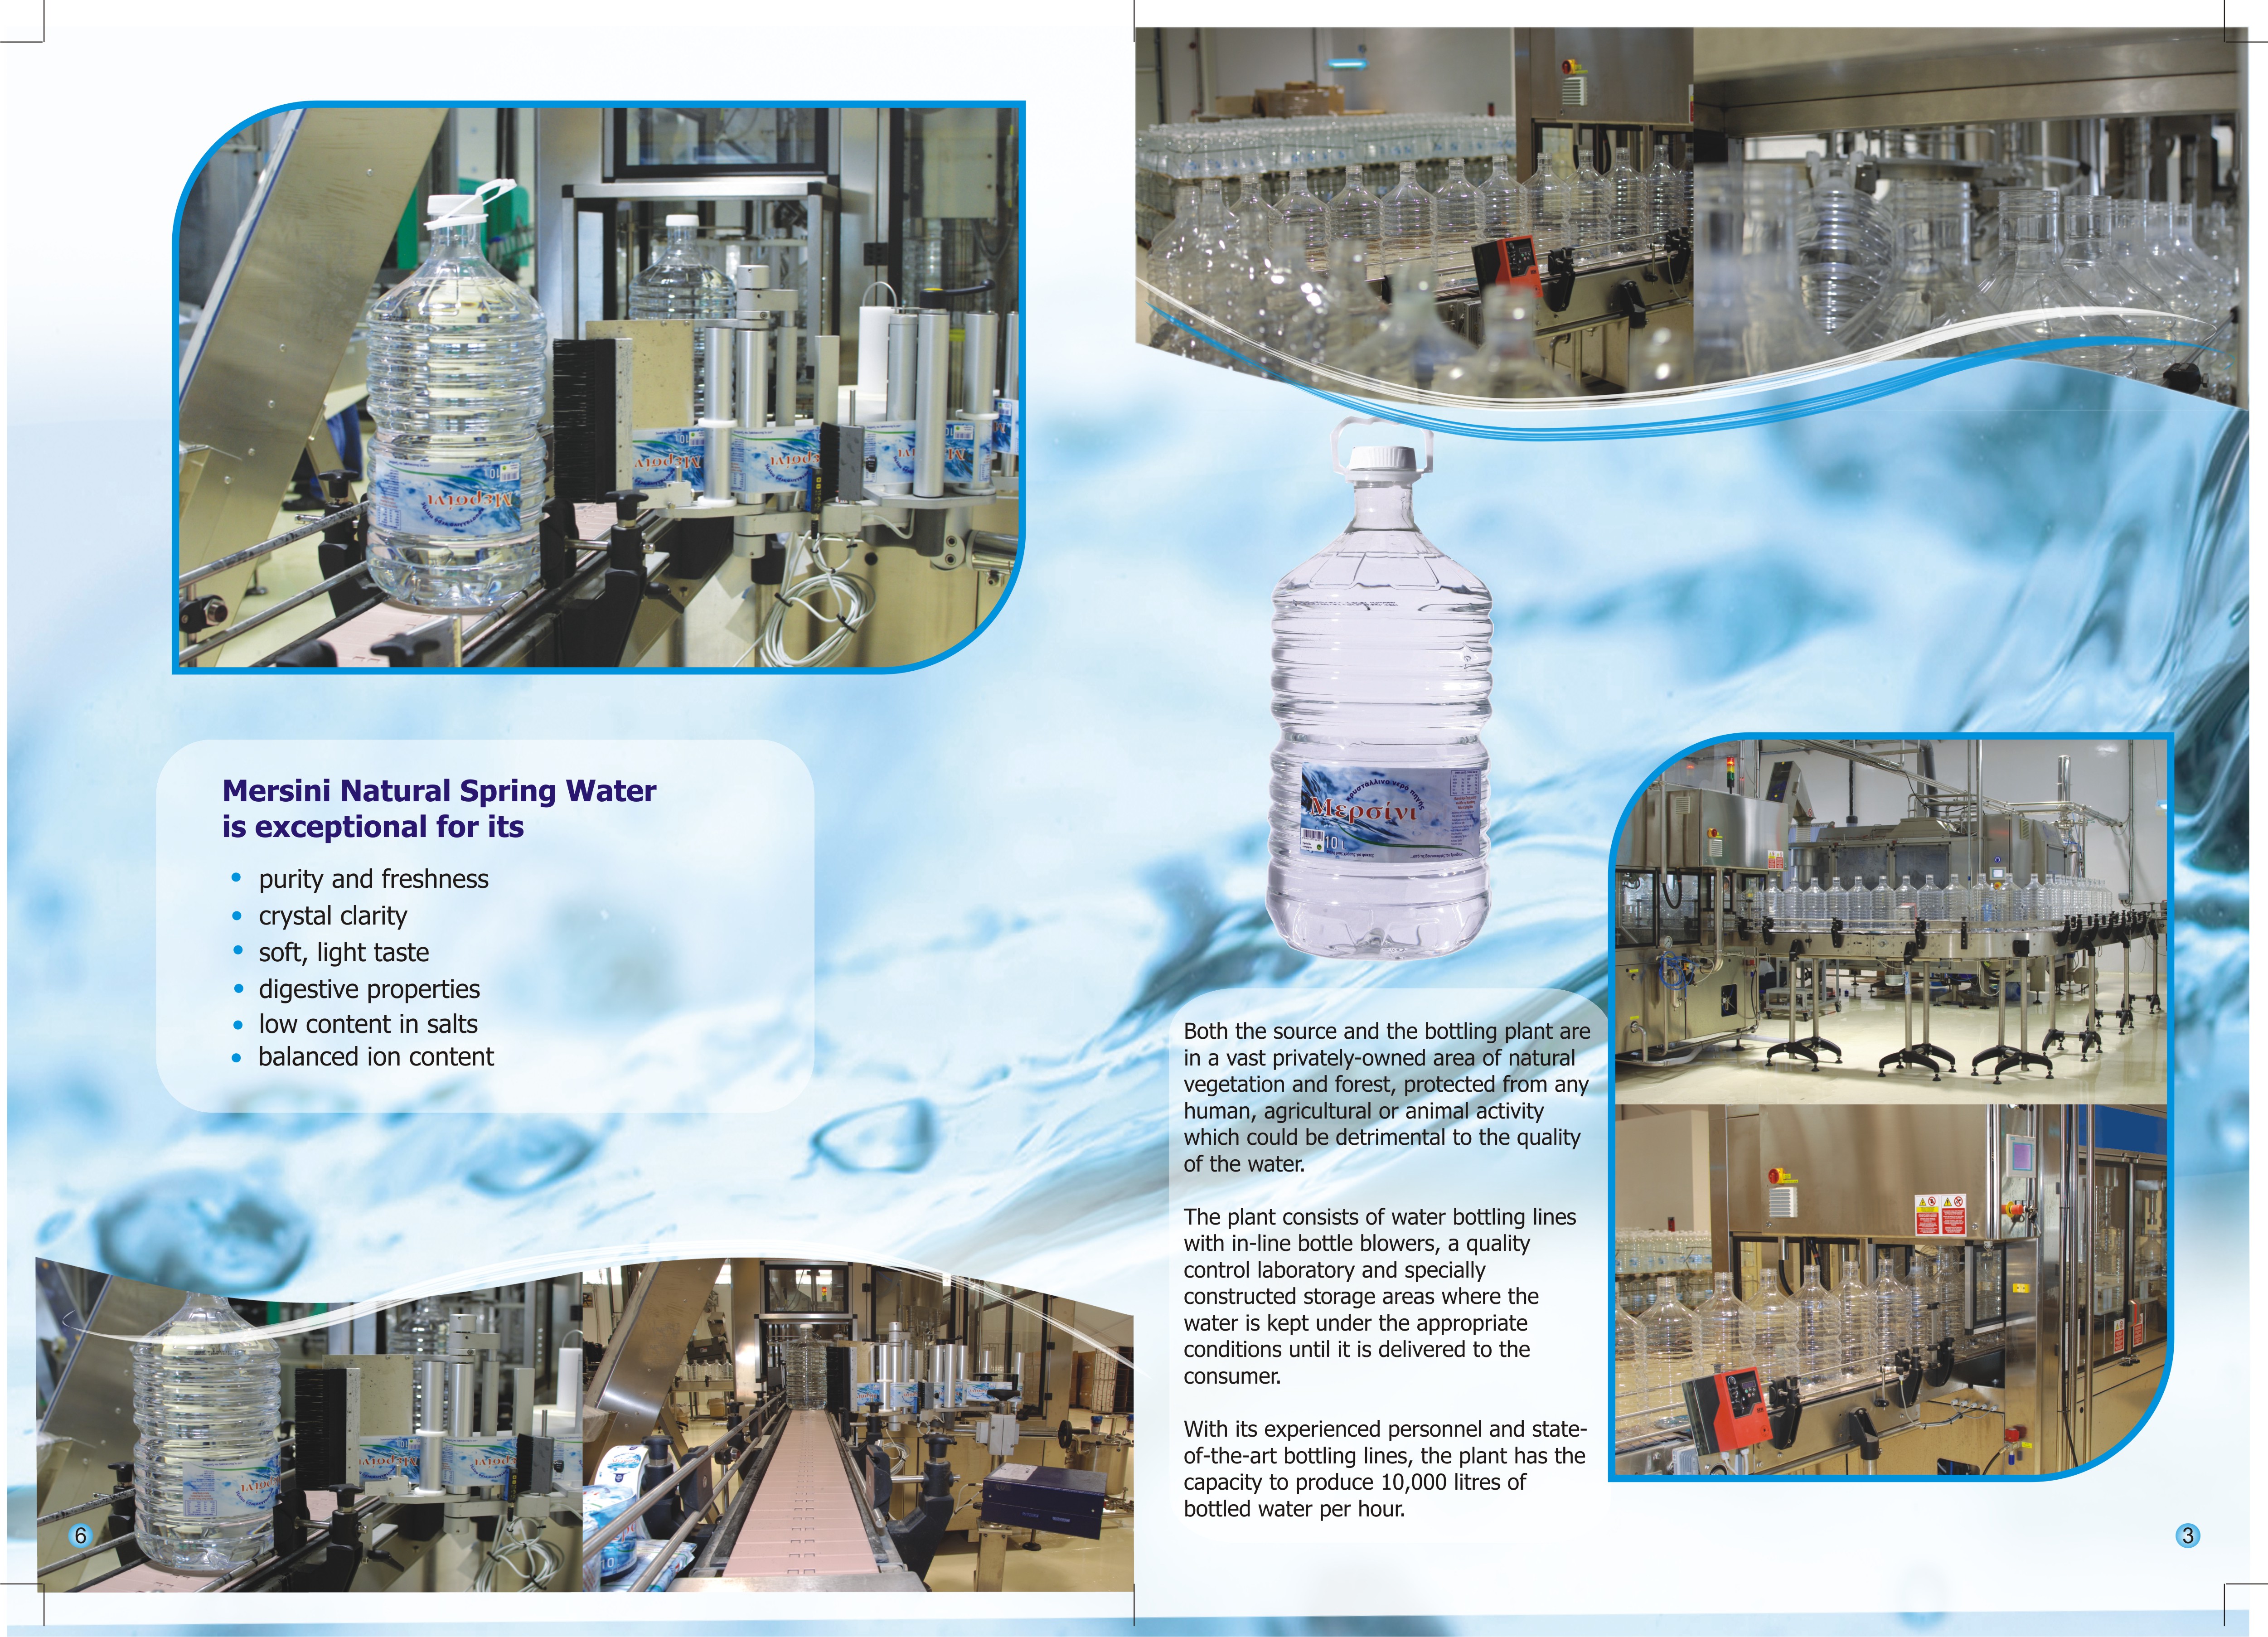 Mersini Natural Spring Water
is exceptional for its
purity and freshness
crystal clarity
soft, light taste
digestive properties
low content in salts
balanced ion content
6
κρυστάλλινο νερό πηγής
Μερσίνι
10
Both the source and the bottling plant are
in a vast privately-owned area of natural
vegetation and forest, protected from any
human, agricultural or animal activity
which could be detrimental to the quality
of the water.
The plant consists of water bottling lines
with in-line bottle blowers, a quality
control laboratory and specially
constructed storage areas where the
water is kept under the appropriate
conditions until it is delivered to the
consumer.
With its experienced personnel and state-
of-the-art bottling lines, the plant has the
capacity to produce 10,000 litres of
bottled water per hour.
3